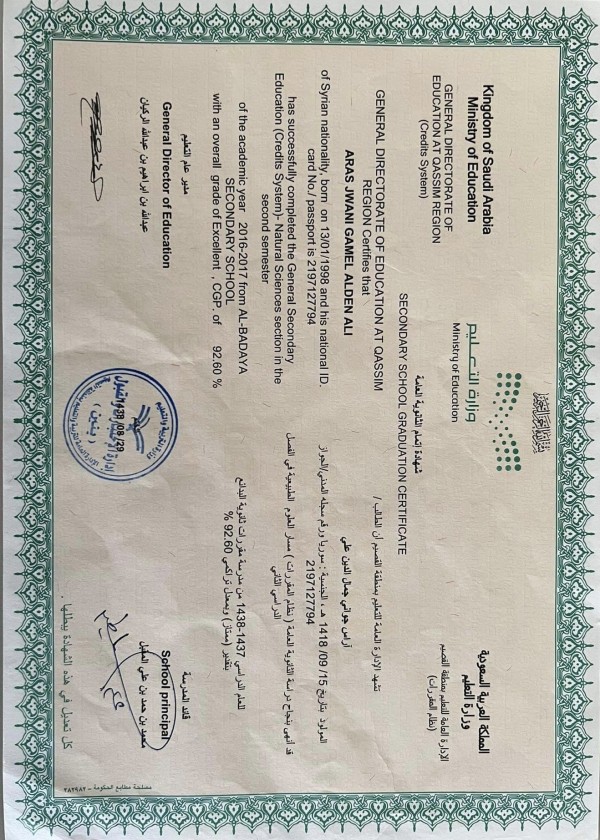 Kingdom of Saudi Arabia
Ministry of Education
GENERAL DIRECTORATE OF
EDUCATION AT QASSIM REGION
(Credits System)
وزارة التعليم
Ministry of Education
المملكة العربية السعودية
وزارة التعليم
الإدارة العامة للتعليم بمنطقة القصيم
(نظام المقررات)
شهادة إتمام الثانوية العامة
SECONDARY SCHOOL GRADUATION CERTIFICATE
GENERAL DIRECTORATE OF EDUCATION AT QASSIM
REGION Certifies that
ARAS JWANI GAMEL ALDEN ALI
of Syrian nationality, born on 13/01/1998 and his national ID.
card No./ passport is 2197127794
has successfully completed the General Secondary
Education (Credits System)- Natural Sciences section in the
second semester
of the academic year 2016-2017 from AL-BADAYA
SECONDARY SCHOOL
with an overall grade of Excellent , CGP, of 92.60 %
تشهد الإدارة العامة للتعليم بمنطقة القصيم أن الطالب /
آراس جواني جمال الدين علي
المولود بتاريخ 1418 /09 /15 هـ ، الجنسية : سوريا ورقم سجله المدني/الجواز
2197127794
قد أنهى بنجاح دراسة الثانوية العامة ( نظام المقررات ) مسار العلوم الطبيعية في الفصل
الدراسي الثاني
للعام الدراسي 1437-1438 من مدرسة مقررات ثانوية البدائع
بتقدير (ممتاز) وبمعدل تراكمي 92.60 %
مدير عام التعليم
General Director of Education
عبدالله بن ابراهيم بن عبدالله الركيان
1438 /08/ 29
( بنين )
قائد المدرسة
School principal
محمد بن حمد بن علي المقبل
كل تعديل في هذه الشهادة يبطلها .
مصلحة مطابع الحكومة – ٣٨٢٩٨٢